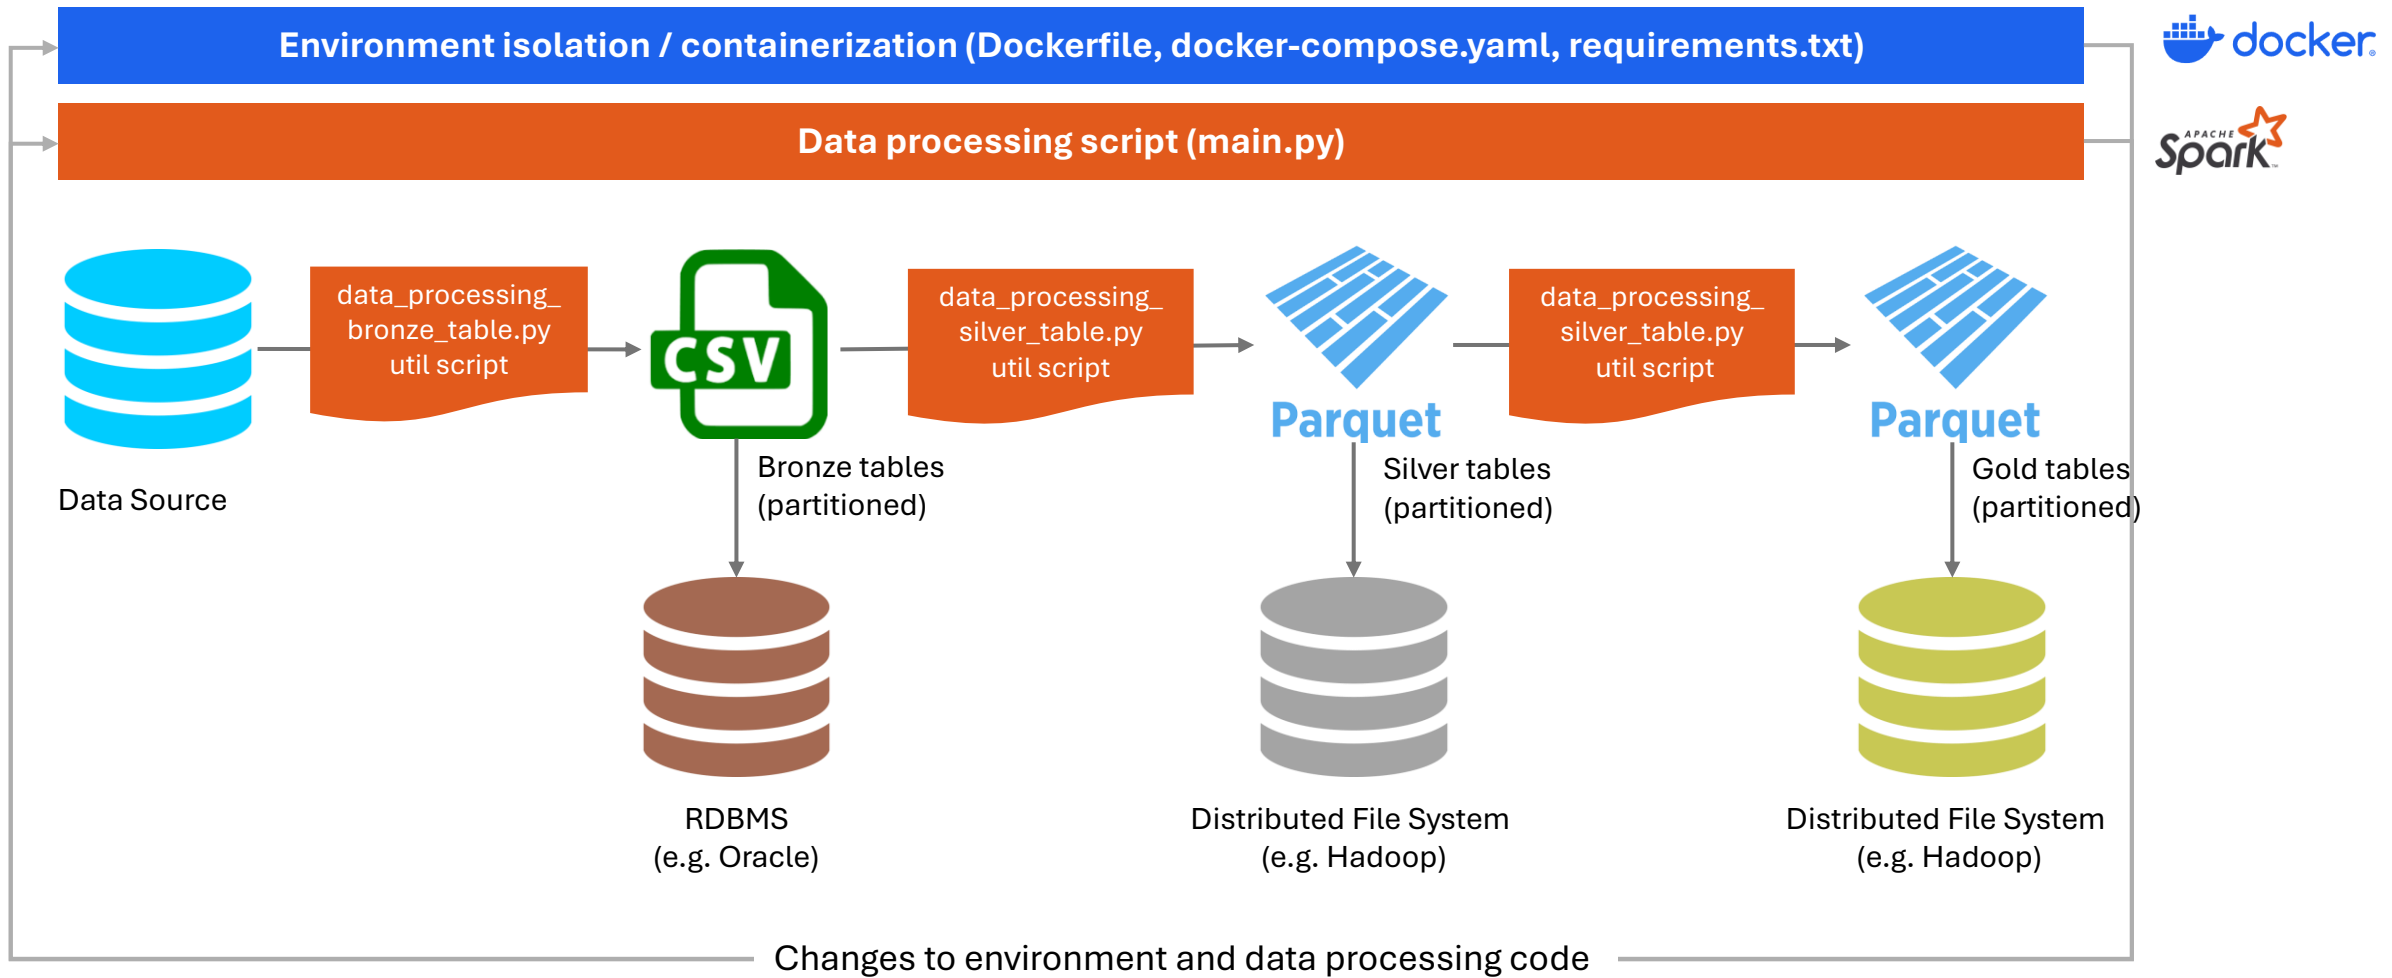 Environment isolation / containerization (Dockerfile, docker-compose.yaml, requirements.txt)
docker
Data processing script (main.py)
APACHE
Spark
data_processing_
bronze_table.py
util script
CSV
data_processing_
silver_table.py
util script
Parquet
data_processing_
silver_table.py
util script
Parquet
Data Source
Bronze tables
(partitioned)
Silver tables
(partitioned)
Gold tables
(partitioned)
RDBMS
(e.g. Oracle)
Distributed File System
(e.g. Hadoop)
Distributed File System
(e.g. Hadoop)
Changes to environment and data processing code